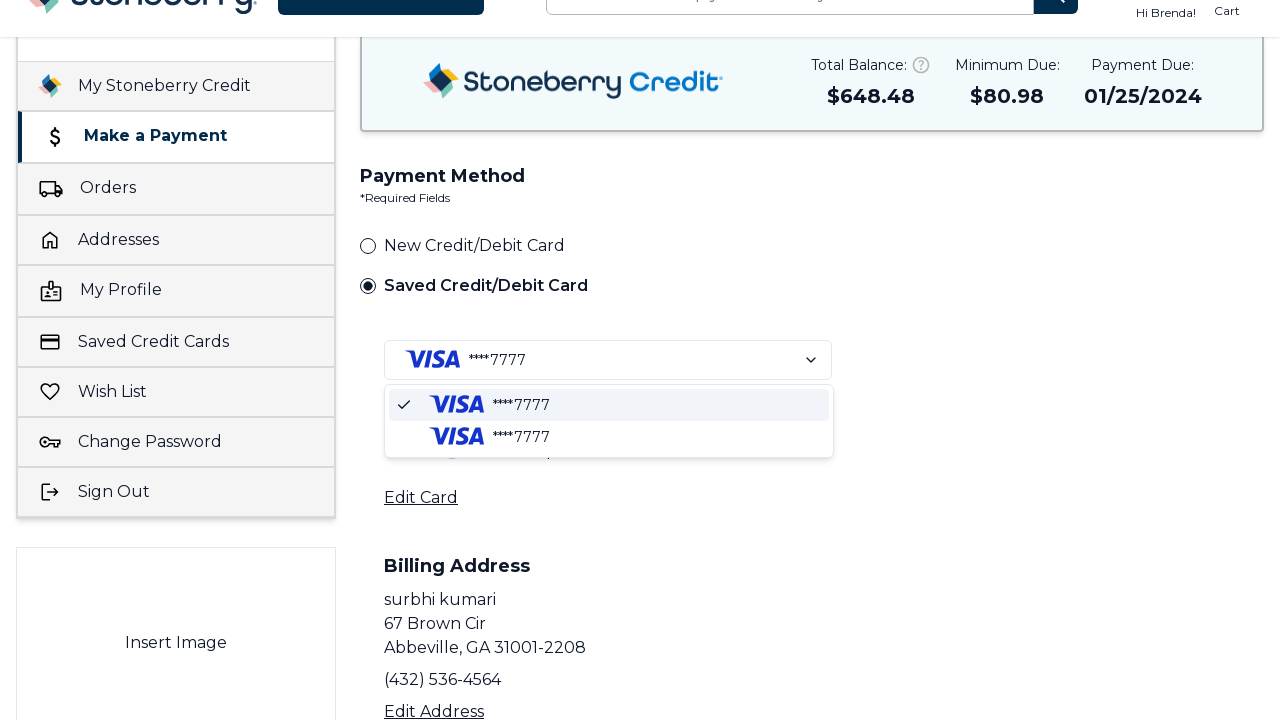 Stoneberry
Hi Brenda!
Cart
My Stoneberry Credit
Make a Payment
Orders
Addresses
My Profile
Saved Credit Cards
Wish List
Change Password
Sign Out
Insert Image
Stoneberry Credit
Total Balance: ?
$648.48
Minimum Due:
$80.98
Payment Due:
01/25/2024
Payment Method
*Required Fields
New Credit/Debit Card
Saved Credit/Debit Card
VISA ****7777
VISA ****7777
VISA ****7777
Edit Card
Billing Address
surbhi kumari
67 Brown Cir
Abbeville, GA 31001-2208
(432) 536-4564
Edit Address